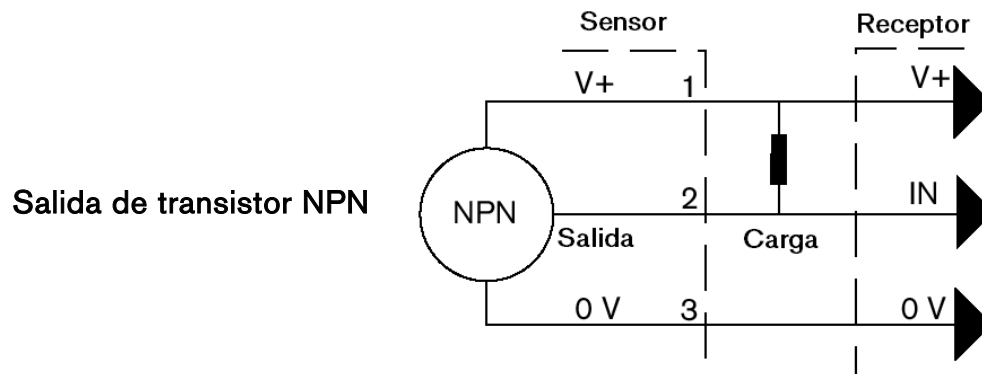 Sensor
Receptor
V+ 1 V+
Salida de transistor NPN
NPN
2 IN
Salida
Carga
0 V 3 0 V